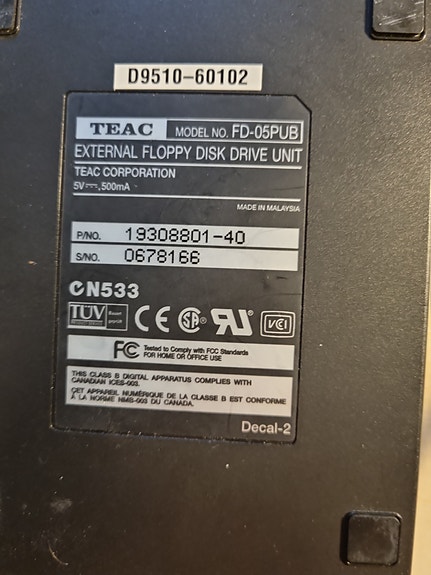 D9510-60102
TEAC MODEL NO. FD-05PUB
EXTERNAL FLOPPY DISK DRIVE UNIT
TEAC CORPORATION
5V⎓,500mA
MADE IN MALAYSIA
P/NO. 19308801-40
S/NO. 0678166
N533
TÜV CE SA RU VCI
FC Tested to Comply with FCC Standards
FOR HOME OR OFFICE USE
THIS CLASS B DIGITAL APPARATUS COMPLIES WITH
CANADIAN ICES-003.
CET APPAREIL NUMÉRIQUE DE LA CLASSE B EST CONFORME
À LA NORME NMB-003 DU CANADA.
Decal-2